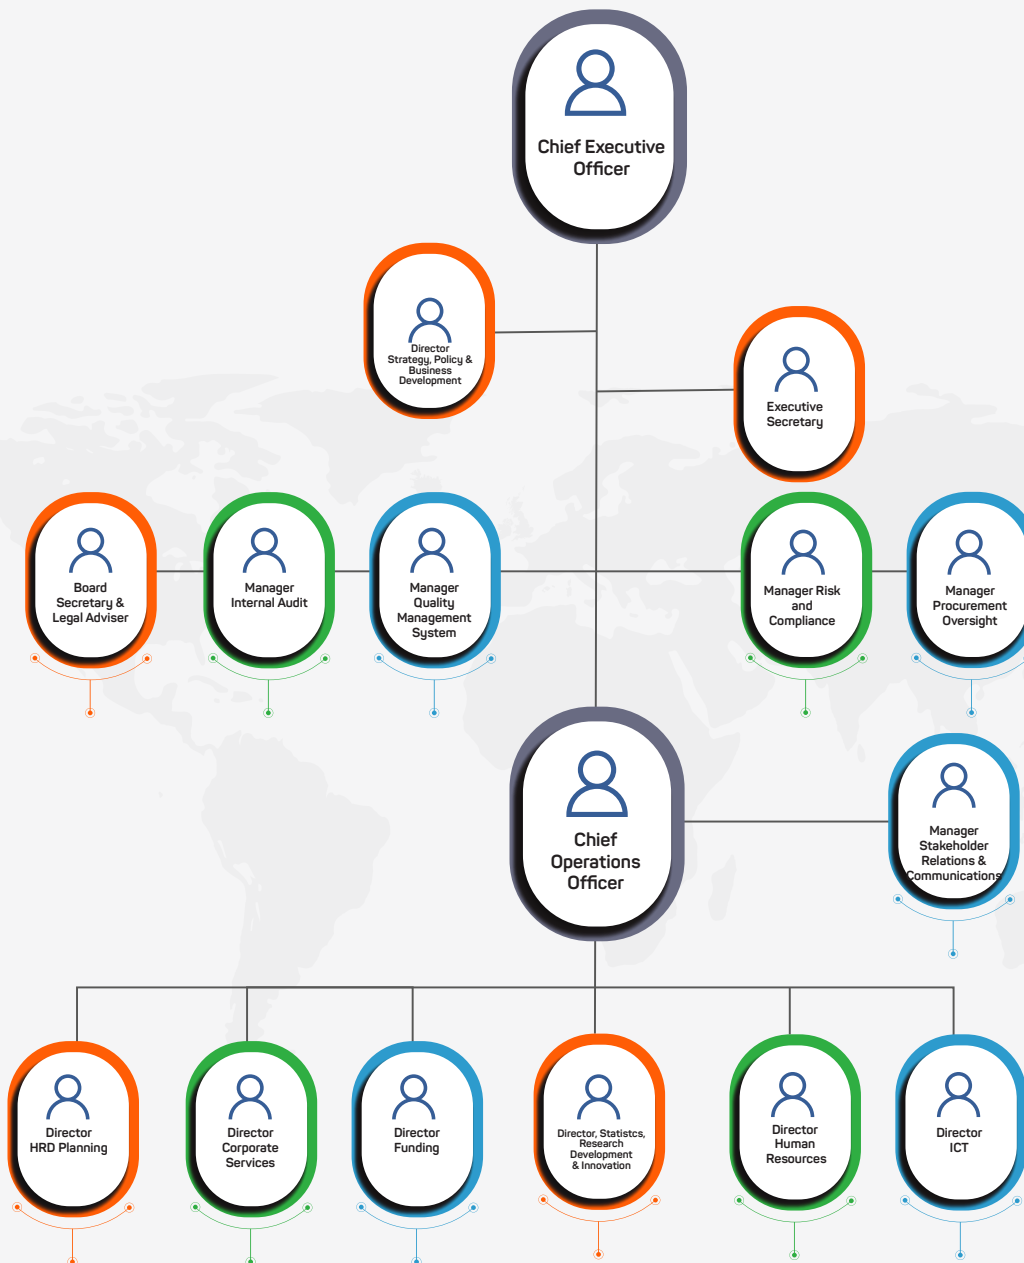 Chief Executive
Officer
Director
Strategy, Policy &
Business
Development
Executive
Secretary
Board
Secretary &
Legal Adviser
Manager
Internal Audit
Manager
Quality
Management
System
Manager Risk
and
Compliance
Manager
Procurement
Oversight
Chief
Operations
Officer
Manager
Stakeholder
Relations &
Communications
Director
HRD Planning
Director
Corporate
Services
Director
Funding
Director, Statistcs,
Research
Development
& Innovation
Director
Human
Resources
Director
ICT